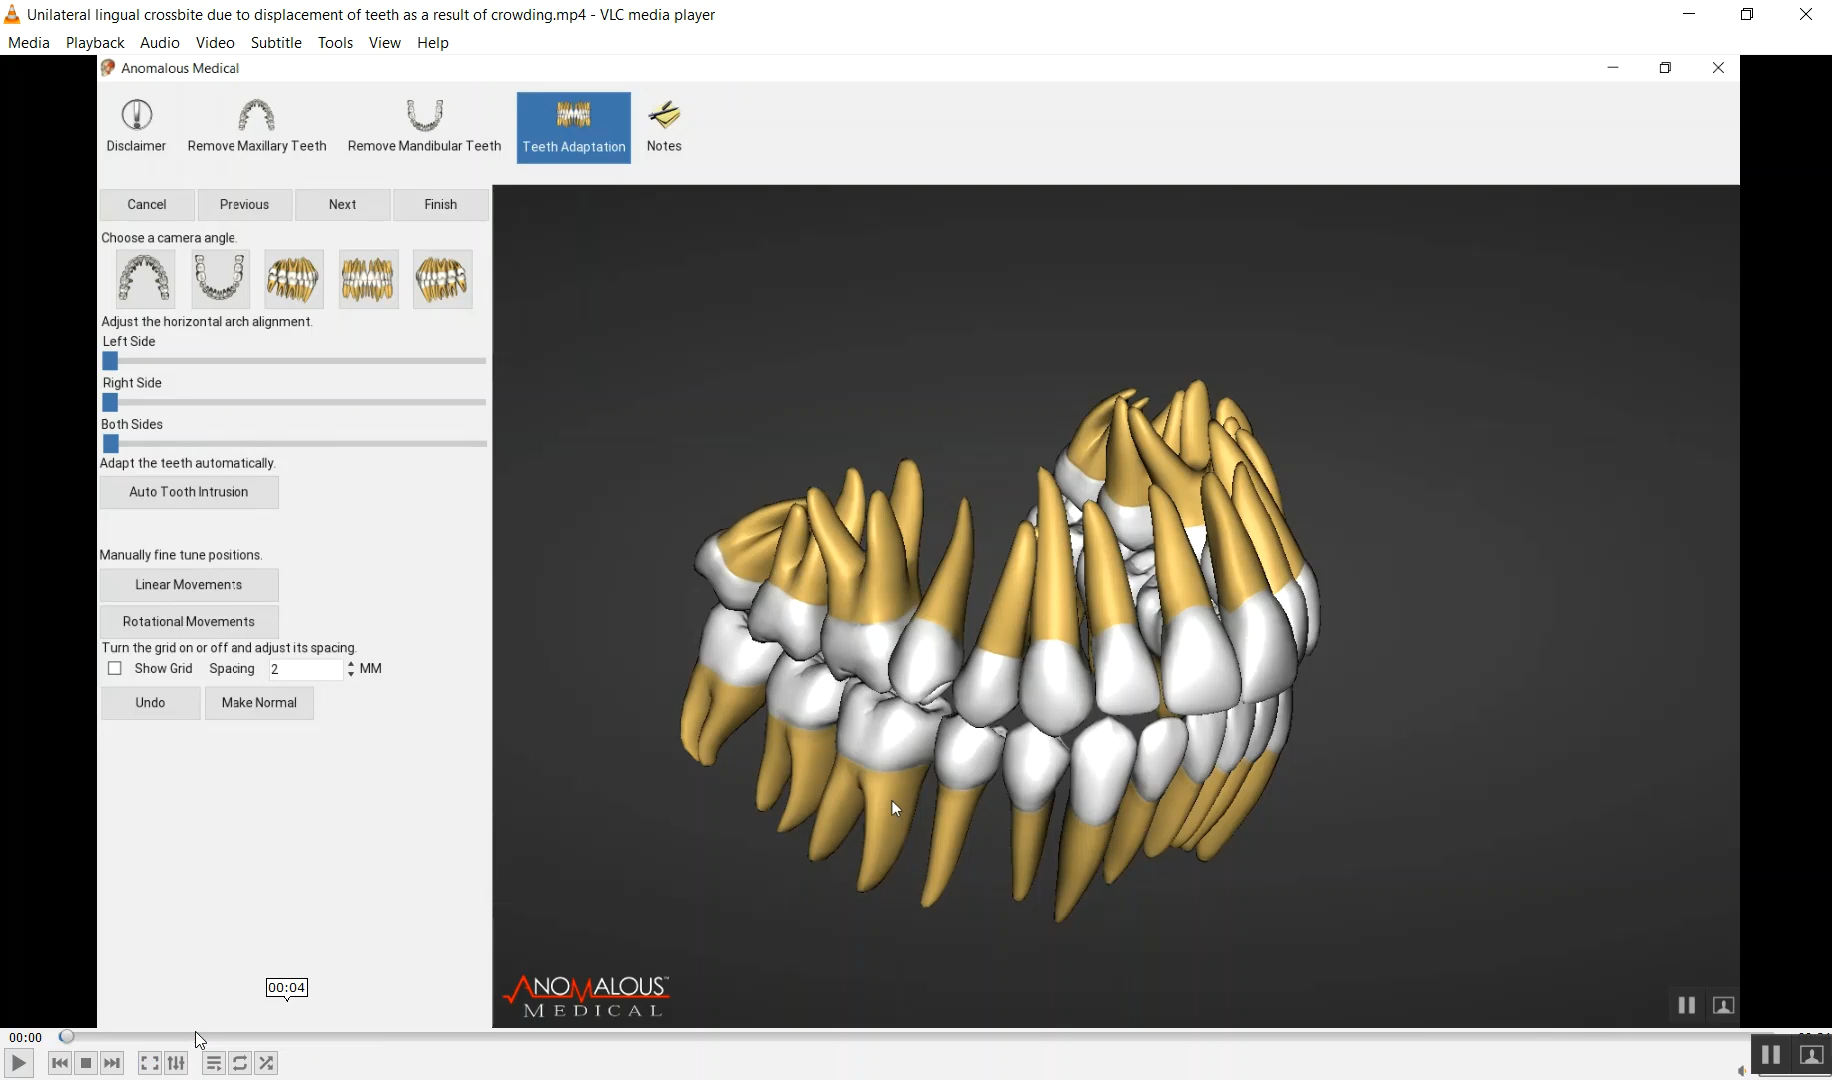 Unilateral lingual crossbite due to displacement of teeth as a result of crowding.mp4 - VLC media player
Media Playback Audio Video Subtitle Tools View Help
Anomalous Medical
Disclaimer Remove Maxillary Teeth Remove Mandibular Teeth Teeth Adaptation Notes
Cancel Previous Next Finish
Choose a camera angle.
Adjust the horizontal arch alignment.
Left Side
Right Side
Both Sides
Adapt the teeth automatically.
Auto Tooth Intrusion
Manually fine tune positions.
Linear Movements
Rotational Movements
Turn the grid on or off and adjust its spacing.
Show Grid Spacing 2 MM
Undo Make Normal
00:04
ANOMALOUS™
MEDICAL
00:00